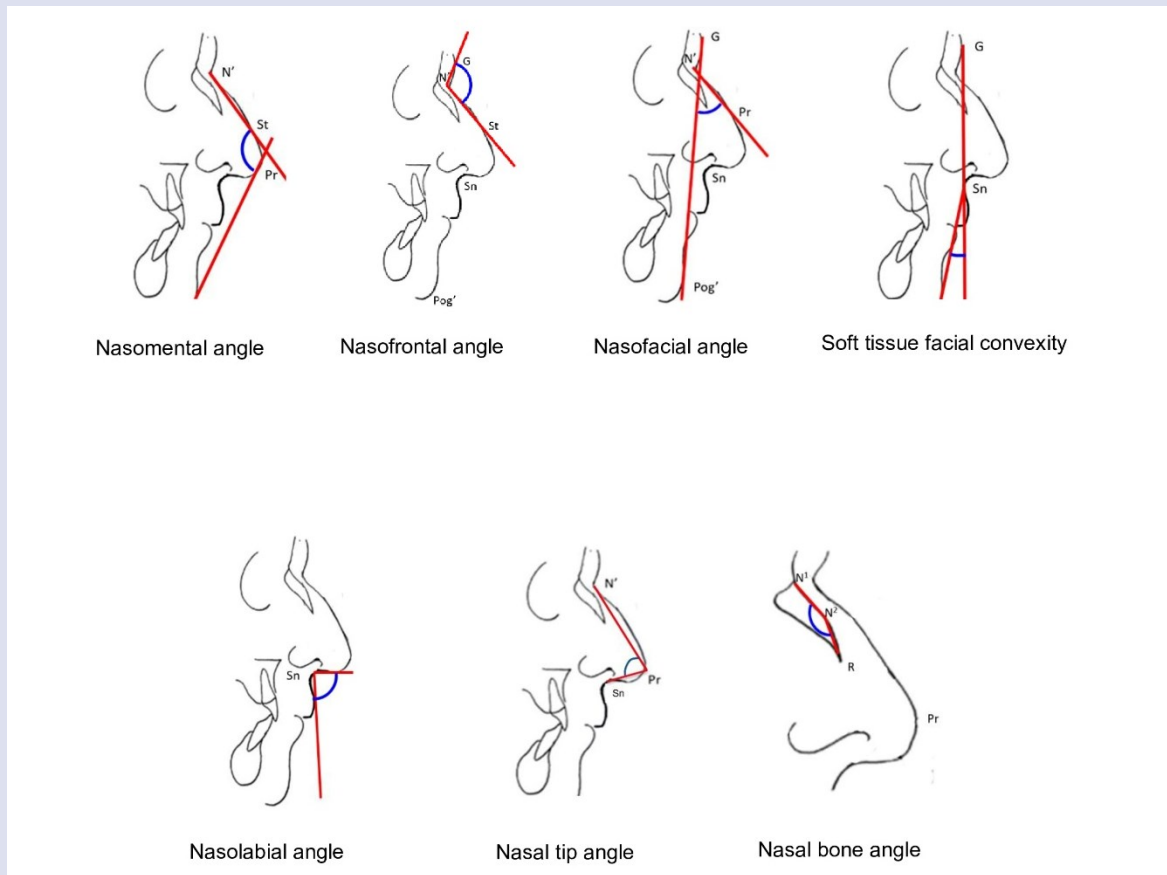 N'
St
Pr
Nasomental angle
G
N'
St
Sn
Pog'
Nasofrontal angle
G
N'
Pr
Sn
Pog'
Nasofacial angle
G
Sn
Soft tissue facial convexity
Sn
Nasolabial angle
N'
Pr
Sn
Nasal tip angle
N1
N2
R
Pr
Nasal bone angle